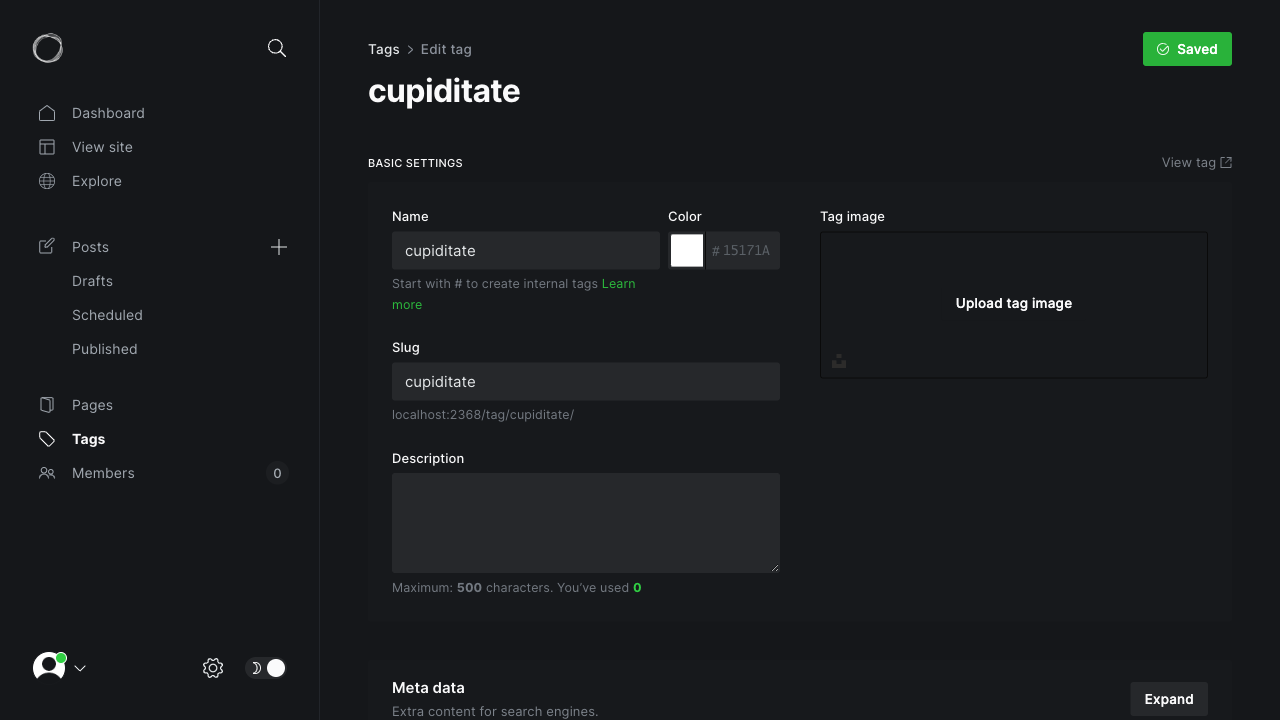 Tags > Edit tag
Saved
cupiditate
Dashboard
View site
Explore
Posts
Drafts
Scheduled
Published
Pages
Tags
Members 0
BASIC SETTINGS
View tag
Name
cupiditate
Start with # to create internal tags Learn
more
Color
# 15171A
Slug
cupiditate
localhost:2368/tag/cupiditate/
Description
Maximum: 500 characters. You've used 0
Tag image
Upload tag image
Meta data
Extra content for search engines.
Expand